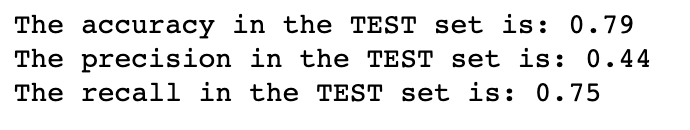 The accuracy in the TEST set is: 0.79
The precision in the TEST set is: 0.44
The recall in the TEST set is: 0.75